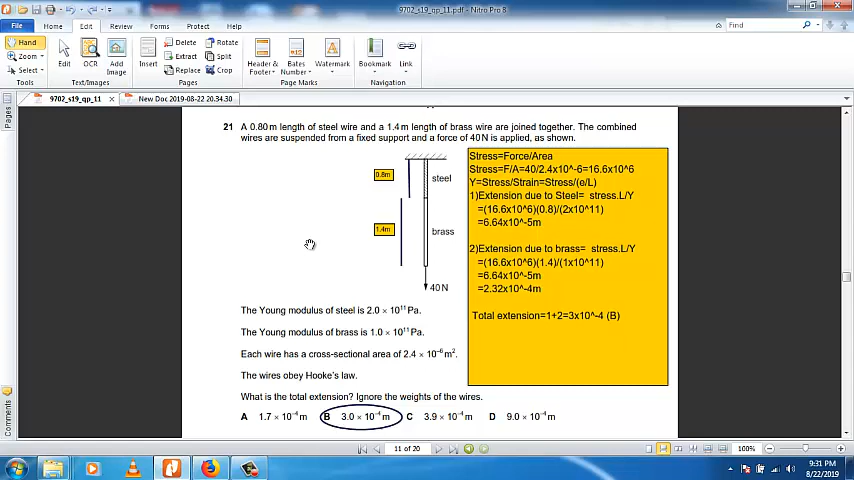 9702_s19_qp_11.pdf - Nitro Pro 8
File
Home
Edit
Review
Forms
Protect
Help
Find
Hand
Zoom
Select
Tools
Edit
OCR
Add Image
Text/Images
Insert
Delete
Extract
Replace
Rotate
Split
Crop
Pages
Header & Footer
Bates Number
Watermark
Page Marks
Bookmark
Link
Navigation
9702_s19_qp_11
New Doc 2019-08-22 20.34.30
Pages
Comments
21 A 0.80 m length of steel wire and a 1.4 m length of brass wire are joined together. The combined
wires are suspended from a fixed support and a force of 40 N is applied, as shown.
0.8m
steel
1.4m
brass
40 N
Stress=Force/Area
Stress=F/A=40/2.4x10^-6=16.6x10^6
Y=Stress/Strain=Stress/(e/L)
1)Extension due to Steel= stress.L/Y
=(16.6x10^6)(0.8)/(2x10^11)
=6.64x10^-5m
2)Extension due to brass= stress.L/Y
=(16.6x10^6)(1.4)/(1x10^11)
=6.64x10^-5m
=2.32x10^-4m
Total extension=1+2=3x10^-4 (B)
The Young modulus of steel is 2.0 × 10¹¹ Pa.
The Young modulus of brass is 1.0 × 10¹¹ Pa.
Each wire has a cross-sectional area of 2.4 × 10⁻⁶ m².
The wires obey Hooke's law.
What is the total extension? Ignore the weights of the wires.
A 1.7 × 10⁻⁴ m B 3.0 × 10⁻⁴ m C 3.9 × 10⁻⁴ m D 9.0 × 10⁻⁴ m
11 of 20
100%
9:31 PM
8/22/2019